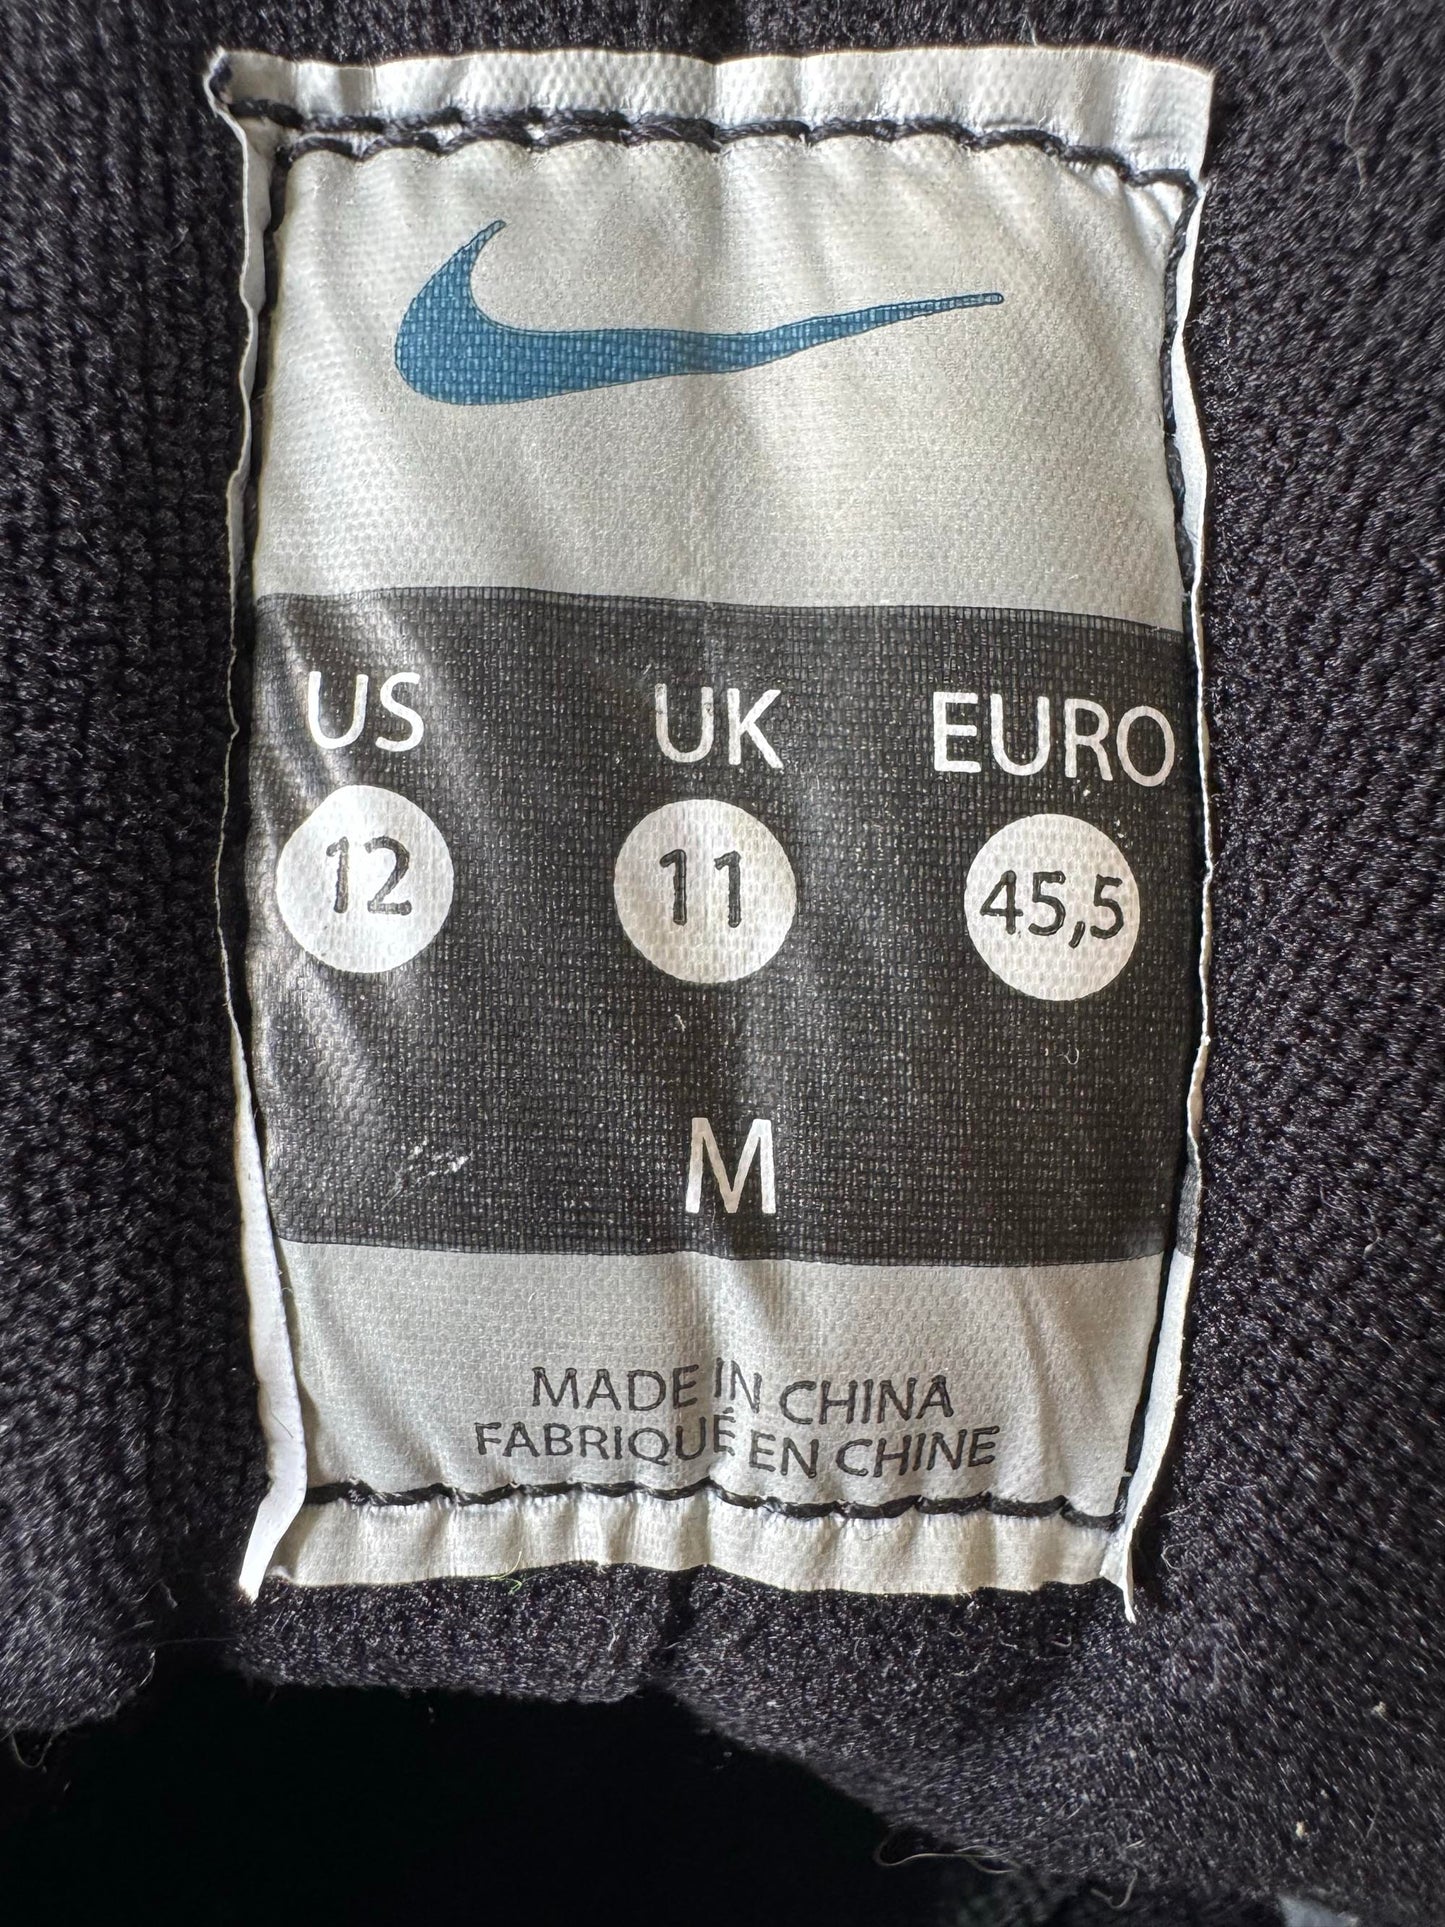 US UK EURO
12 11 45,5
M
MADE IN CHINA
FABRIQUÉ EN CHINE